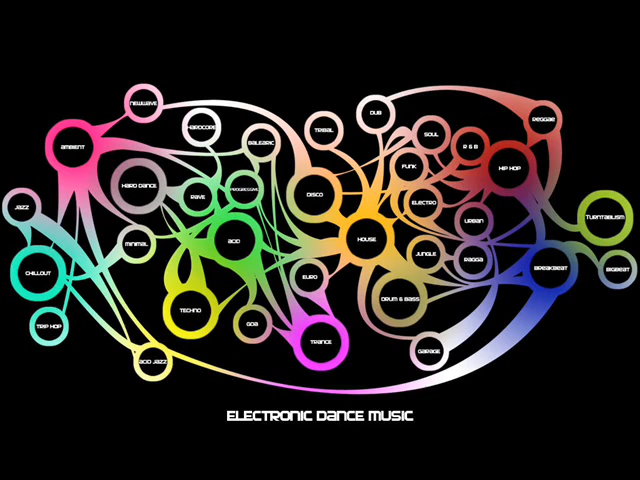 NEWWAVE
DUB
REGGAE
HARDCORE
TRIBAL
SOUL
BALEARIC
R & B
AMBIENT
FUNK
HIP HOP
HARD DANCE
RAVE
PROGRESSIVE
DISCO
ELECTRO
JAZZ
URBAN
TURNTABLISM
MINIMAL
ACID
HOUSE
JUNGLE
RAGGA
CHILLOUT
EURO
BREAKBEAT
BIGBEAT
DRUM & BASS
TECHNO
GOA
TRIP HOP
TRANCE
GARAGE
ACID JAZZ
ELECTRONIC DANCE MUSIC